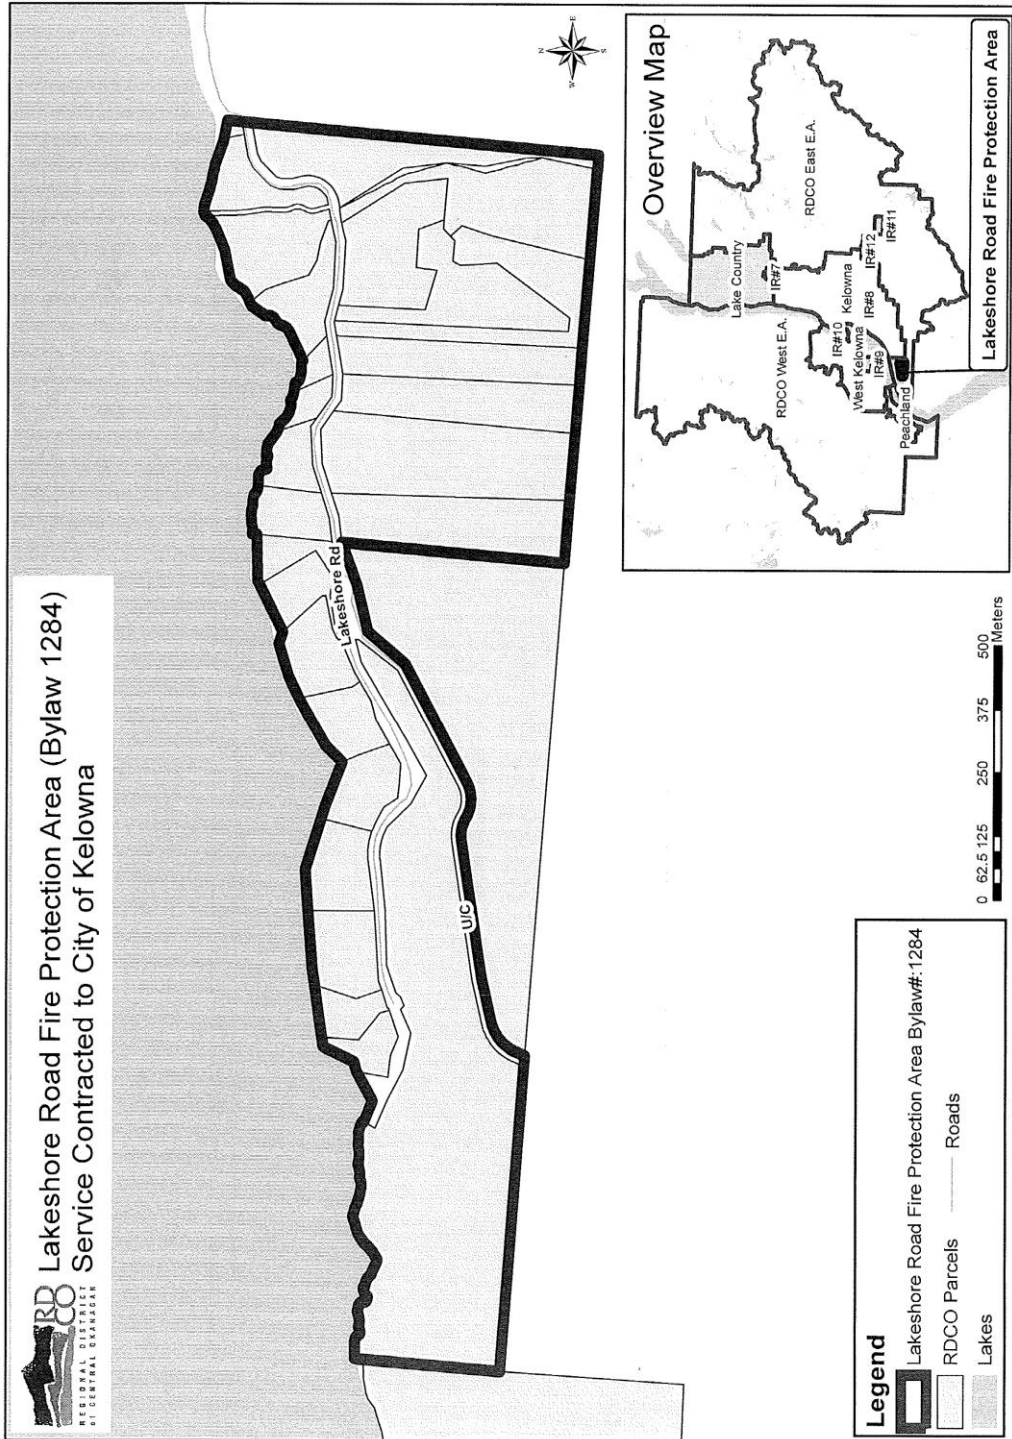 RD
CO
REGIONAL DISTRICT
of CENTRAL OKANAGAN
Lakeshore Road Fire Protection Area (Bylaw 1284)
Service Contracted to City of Kelowna
Lakeshore Rd
U/C
N
E
S
W
Legend
Lakeshore Road Fire Protection Area Bylaw#:1284
RDCO Parcels
Roads
Lakes
0 62.5 125 250 375 500
Meters
Overview Map
RDCO West E.A.
Lake Country
IR#7
RDCO East E.A.
IR#10
West Kelowna
Kelowna
IR#9
IR#8
IR#12
IR#11
Peachland
Lakeshore Road Fire Protection Area